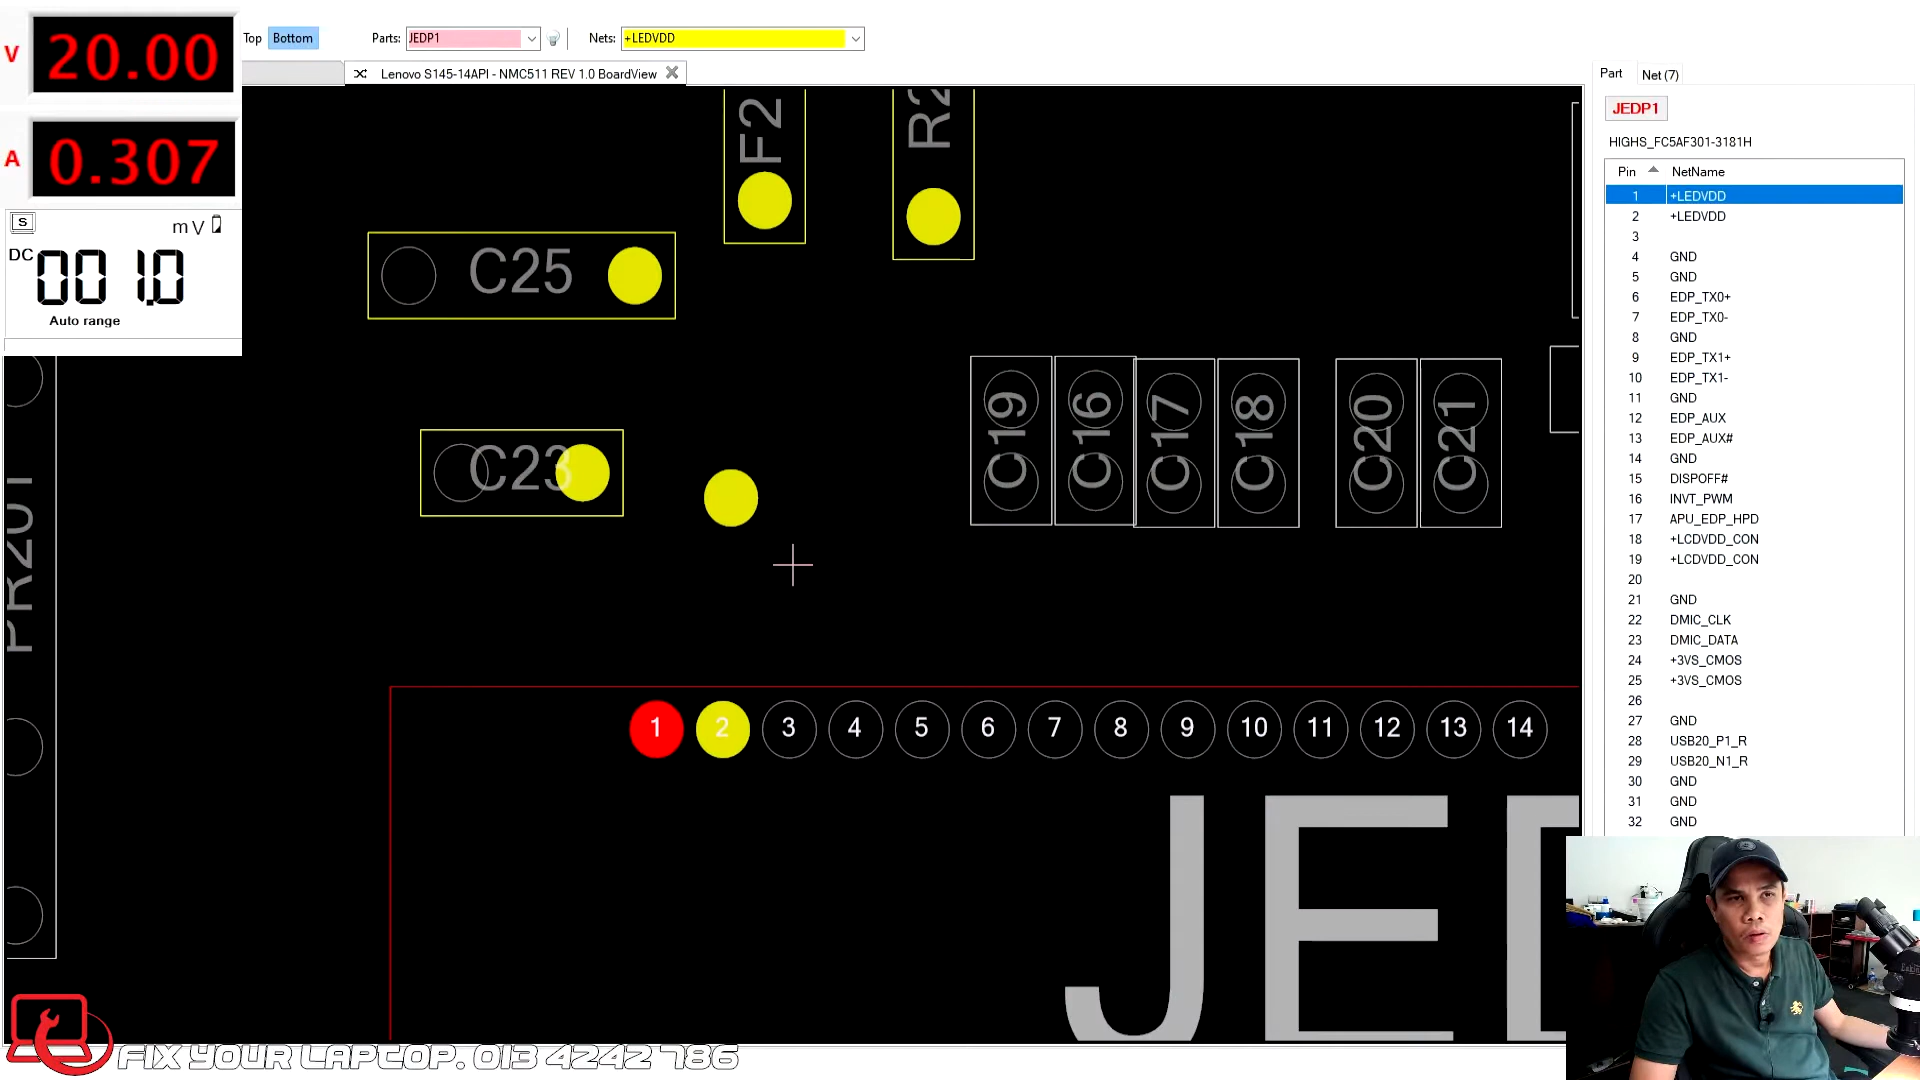 V 20.00
Top Bottom Parts: JEDP1 Nets: +LEDVDD
Lenovo S145-14API - NMC511 REV 1.0 BoardView
A 0.307
S
mV
DC 001.0
Auto range
F2
R2
C25
C23
C19 C16 C17 C18 C20 C21
PR201
1 2 3 4 5 6 7 8 9 10 11 12 13 14
JE
FIX YOUR LAPTOP. 013 4242 786
Part Net (7)
JEDP1
HIGHS_FC5AF301-3181H
Pin NetName
1 +LEDVDD
2 +LEDVDD
3
4 GND
5 GND
6 EDP_TX0+
7 EDP_TX0-
8 GND
9 EDP_TX1+
10 EDP_TX1-
11 GND
12 EDP_AUX
13 EDP_AUX#
14 GND
15 DISPOFF#
16 INVT_PWM
17 APU_EDP_HPD
18 +LCDVDD_CON
19 +LCDVDD_CON
20
21 GND
22 DMIC_CLK
23 DMIC_DATA
24 +3VS_CMOS
25 +3VS_CMOS
26
27 GND
28 USB20_P1_R
29 USB20_N1_R
30 GND
31 GND
32 GND